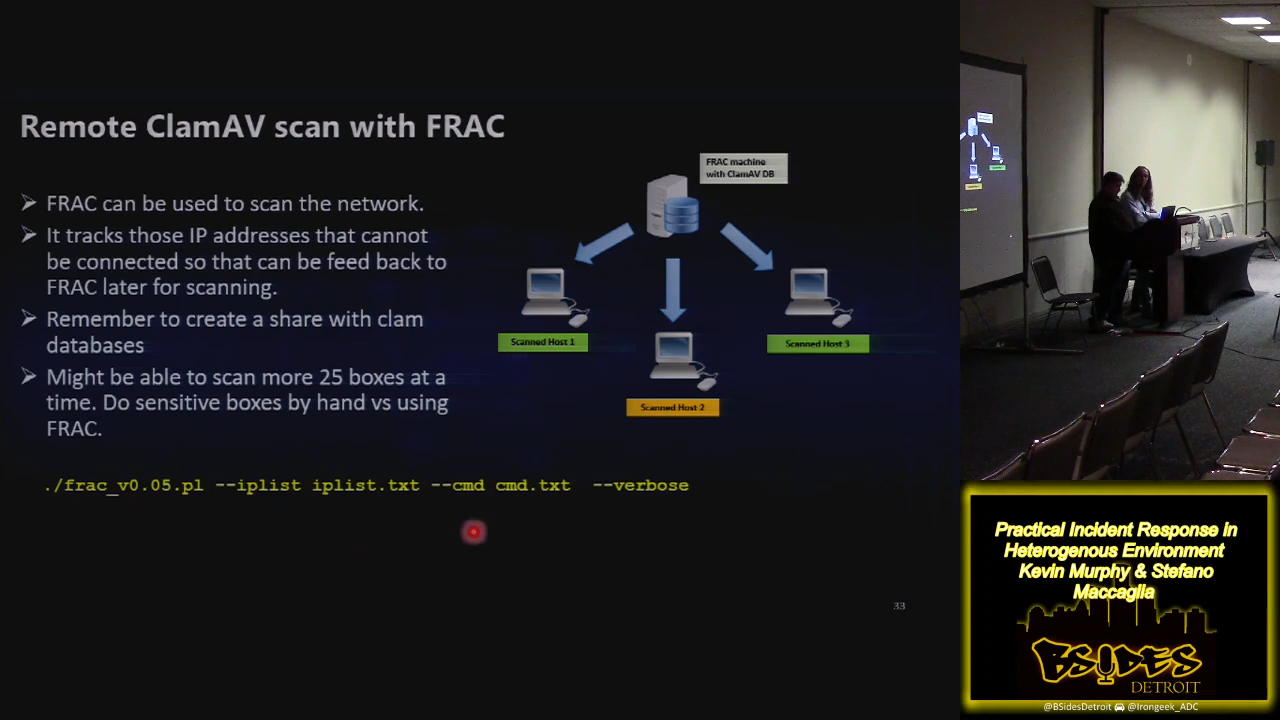 Remote ClamAV scan with FRAC
FRAC can be used to scan the network.
It tracks those IP addresses that cannot
be connected so that can be feed back to
FRAC later for scanning.
Remember to create a share with clam
databases
Might be able to scan more 25 boxes at a
time. Do sensitive boxes by hand vs using
FRAC.
./frac_v0.05.pl --iplist iplist.txt --cmd cmd.txt --verbose
FRAC machine
with ClamAV DB
Scanned Host 1
Scanned Host 2
Scanned Host 3
33
Practical Incident Response in
Heterogenous Environment
Kevin Murphy & Stefano
Maccaglia
BSIDES
DETROIT
@BSidesDetroit @Irongeek_ADC